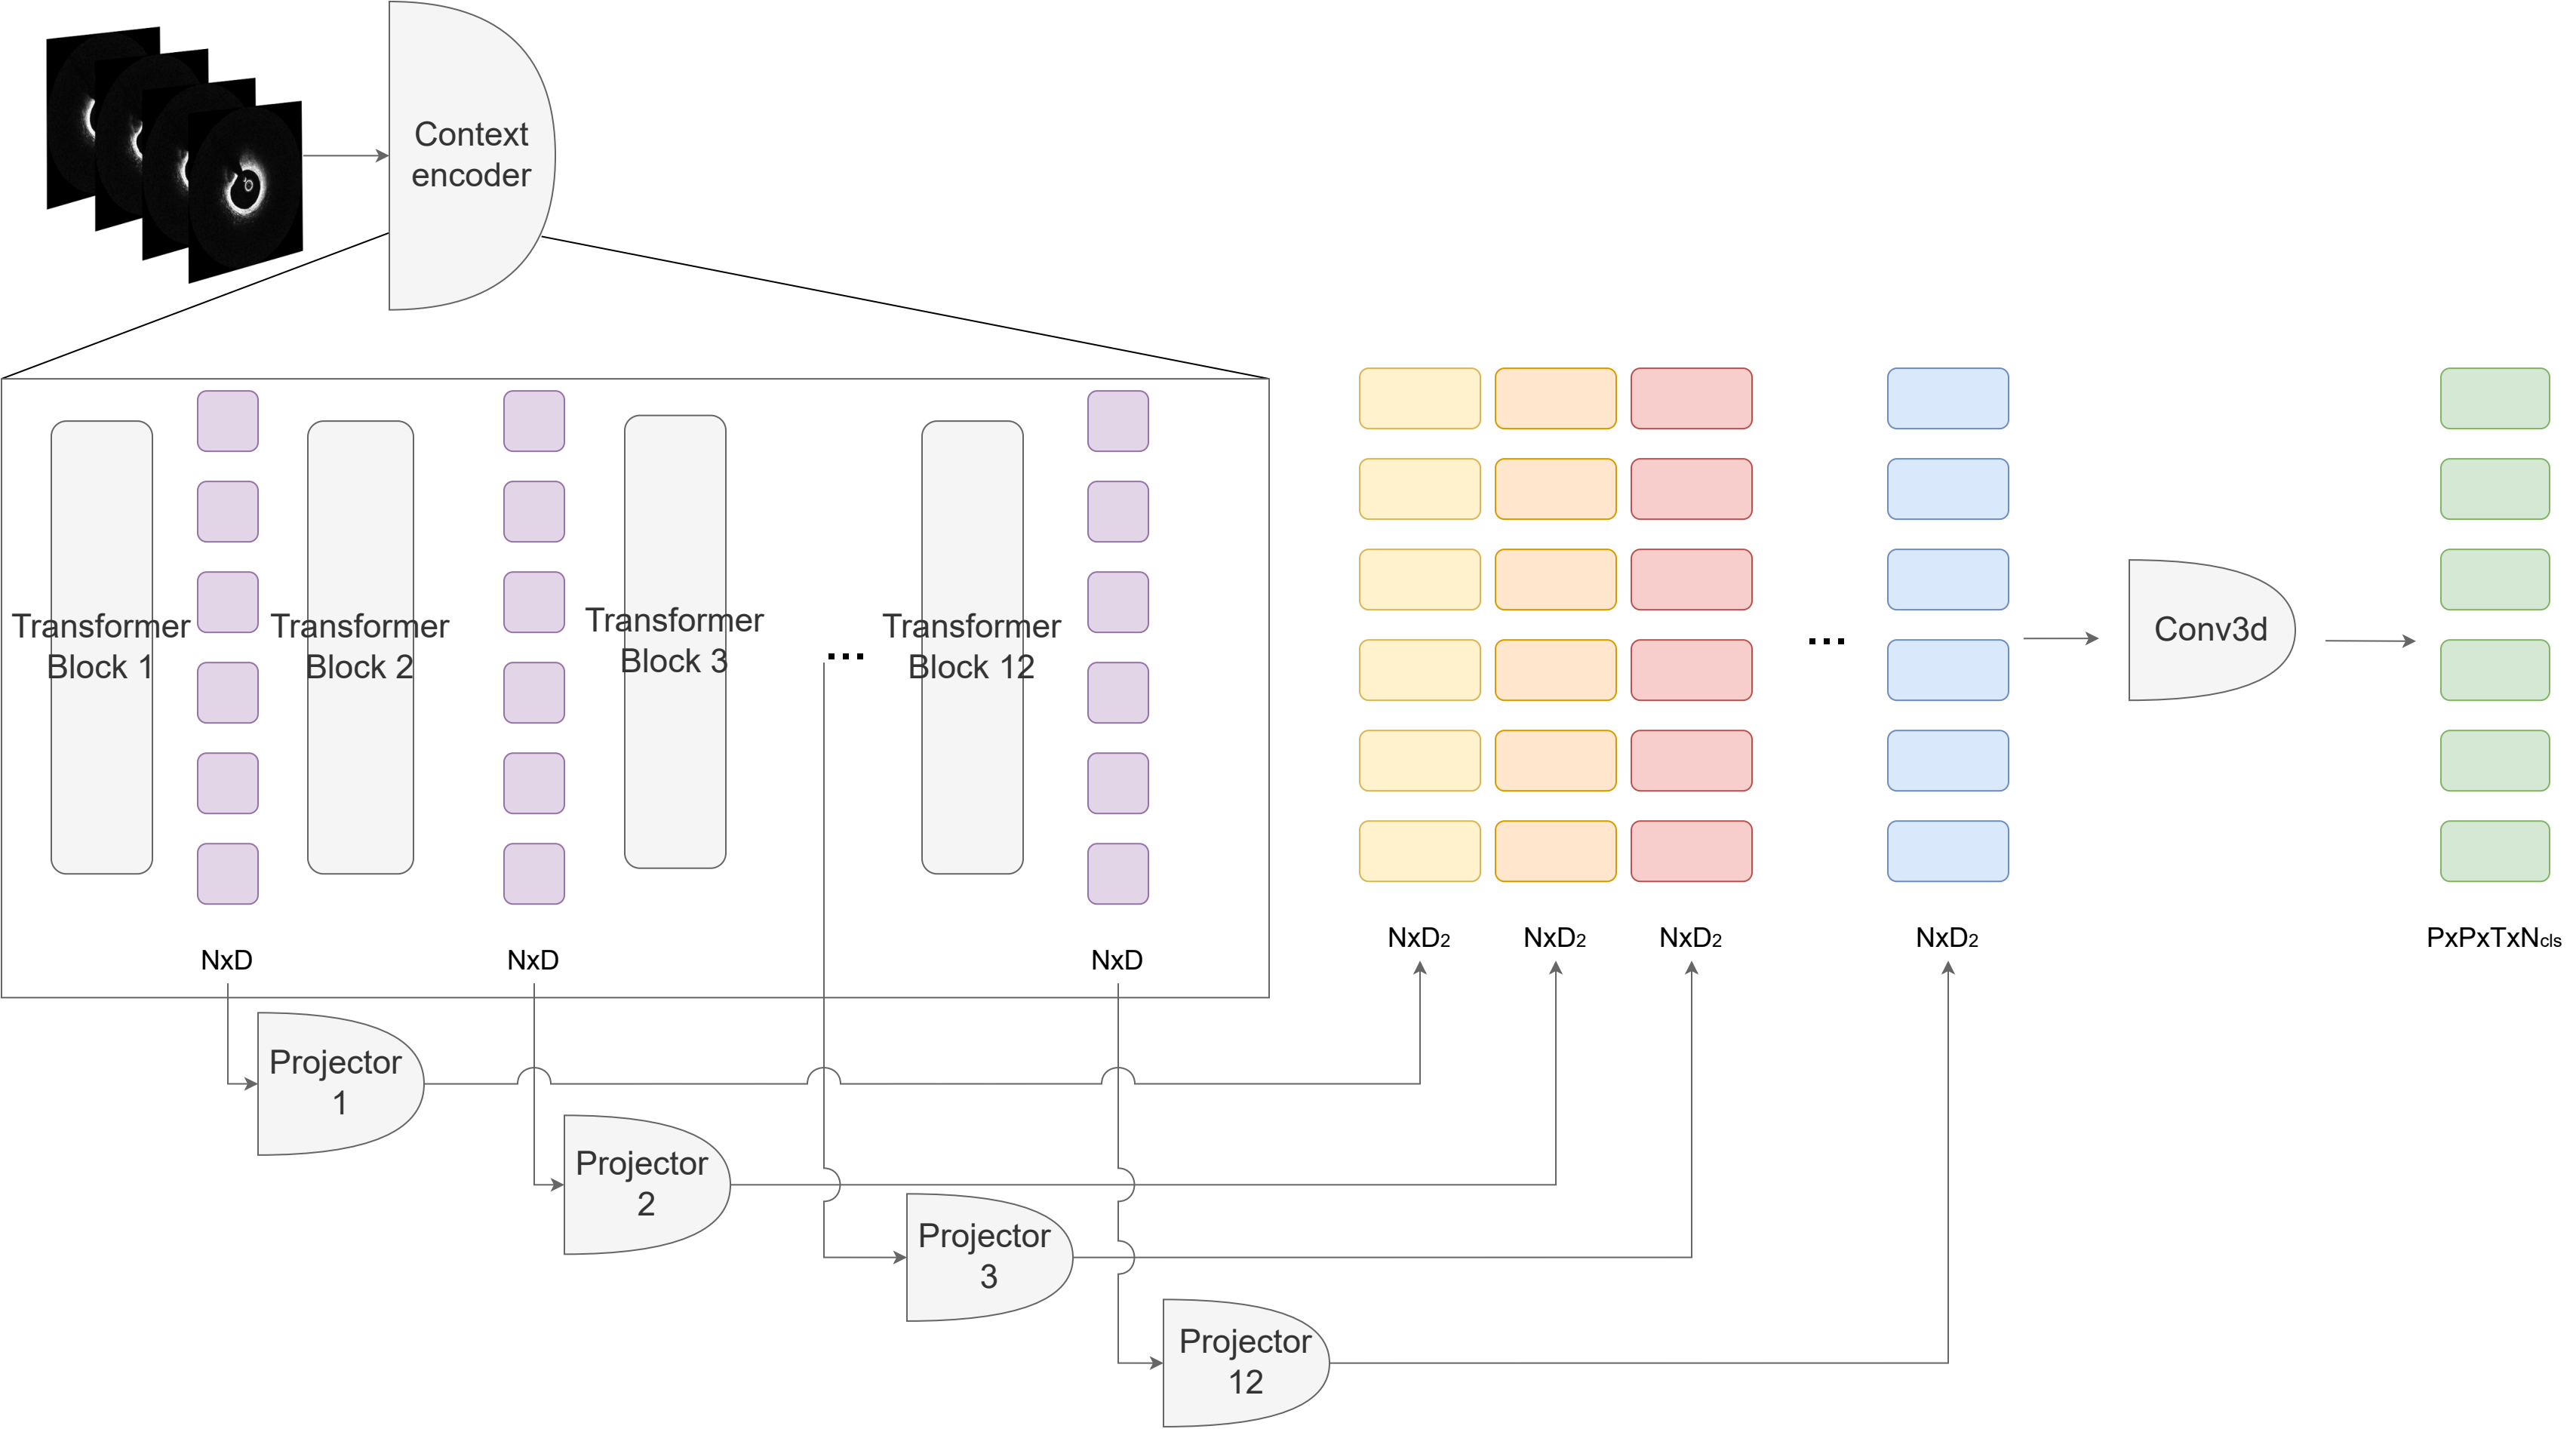 Context
encoder
Transformer
Block 1
Transformer
Block 2
Transformer
Block 3
...
Transformer
Block 12
...
Conv3d
NxD
NxD
NxD
NxD2
NxD2
NxD2
NxD2
PxPxTxNcls
Projector
1
Projector
2
Projector
3
Projector
12